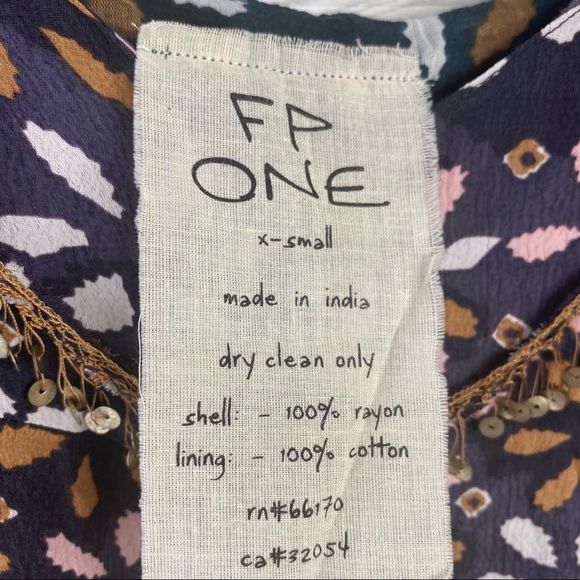 FP
ONE
x-small
made in india
dry clean only
shell: - 100% rayon
lining: - 100% cotton
rn#66170
ca#32054